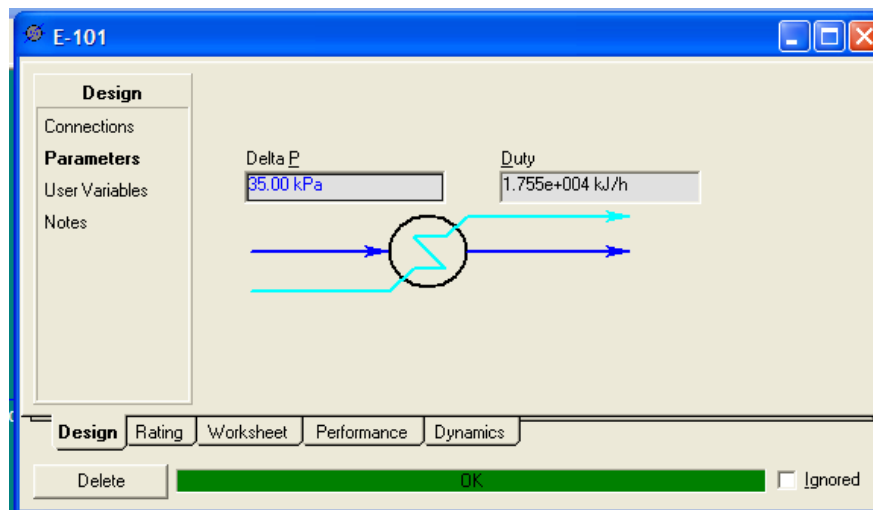 E-101
Design
Connections
Parameters
User Variables
Notes
Delta P
Duty
35.00 kPa
1.755e+004 kJ/h
Design Rating Worksheet Performance Dynamics
Delete
OK
Ignored